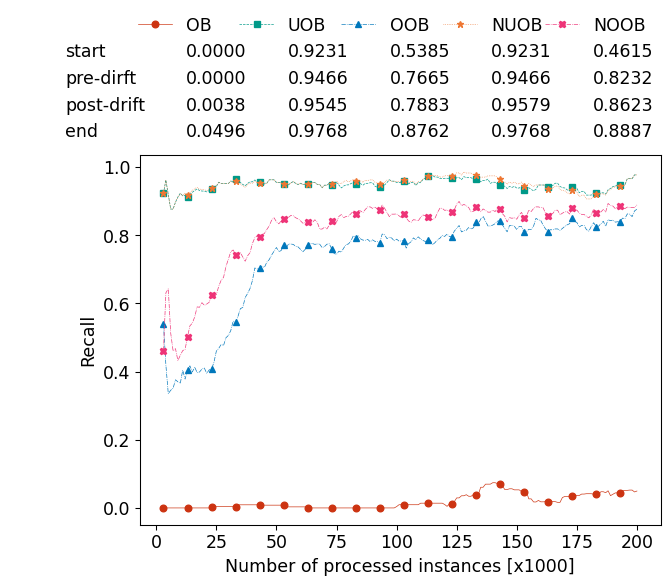 OB UOB OOB NUOB NOOB
start 0.0000 0.9231 0.5385 0.9231 0.4615
pre-dirft 0.0000 0.9466 0.7665 0.9466 0.8232
post-drift 0.0038 0.9545 0.7883 0.9579 0.8623
end 0.0496 0.9768 0.8762 0.9768 0.8887
1.0
0.8
0.6
0.4
0.2
0.0
Recall
0 25 50 75 100 125 150 175 200
Number of processed instances [x1000]